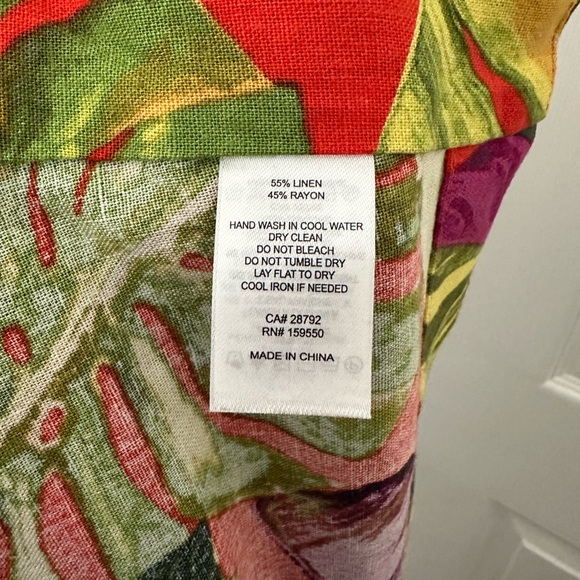 55% LINEN
45% RAYON
HAND WASH IN COOL WATER
DRY CLEAN
DO NOT BLEACH
DO NOT TUMBLE DRY
LAY FLAT TO DRY
COOL IRON IF NEEDED
CA# 28792
RN# 159550
MADE IN CHINA